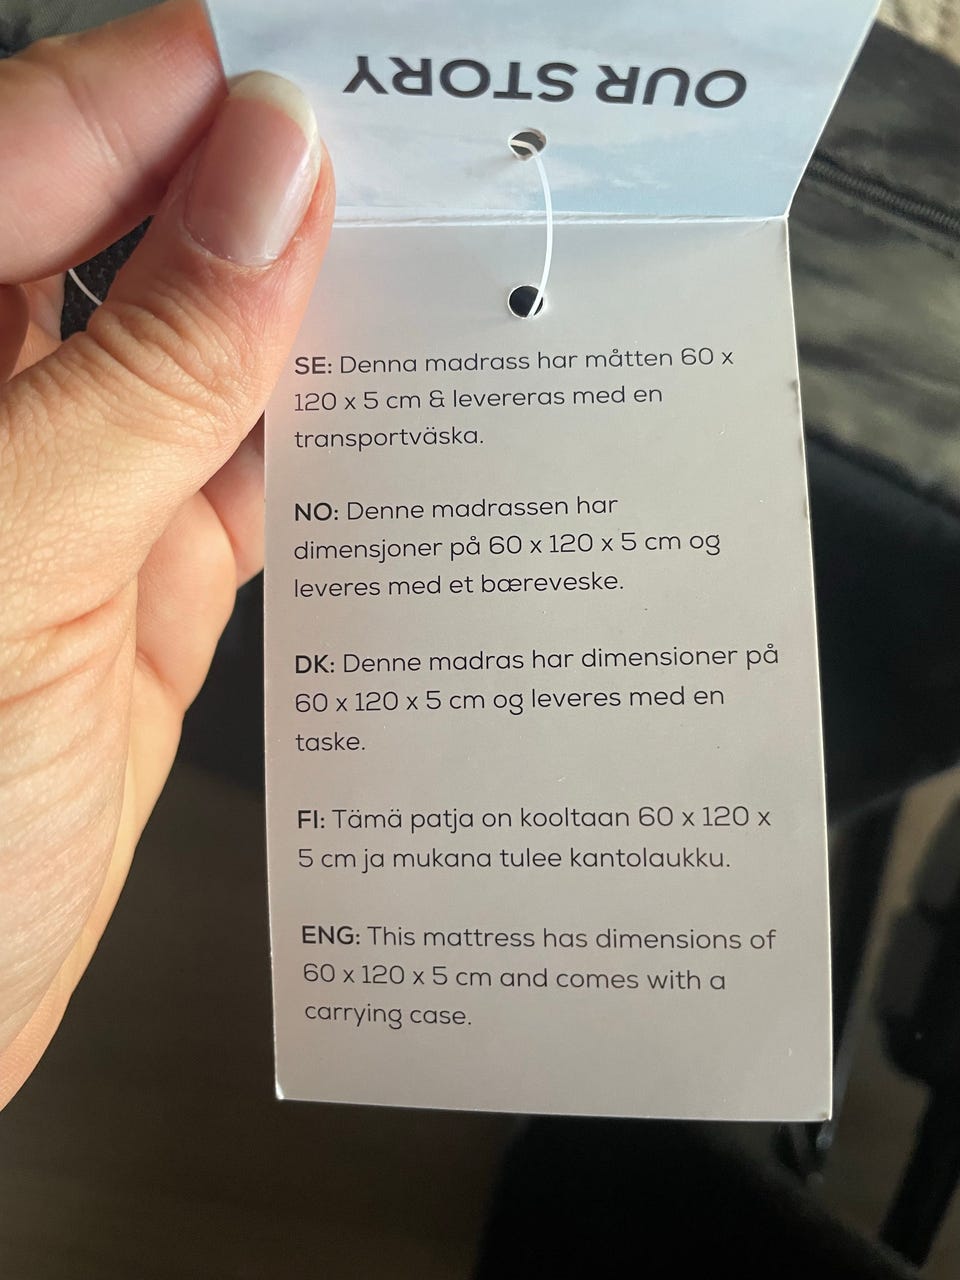 OUR STORY
SE: Denna madrass har måtten 60 x
120 x 5 cm & levereras med en
transportväska.
NO: Denne madrassen har
dimensjoner på 60 x 120 x 5 cm og
leveres med et bæreveske.
DK: Denne madras har dimensioner på
60 x 120 x 5 cm og leveres med en
taske.
FI: Tämä patja on kooltaan 60 x 120 x
5 cm ja mukana tulee kantolaukku.
ENG: This mattress has dimensions of
60 x 120 x 5 cm and comes with a
carrying case.